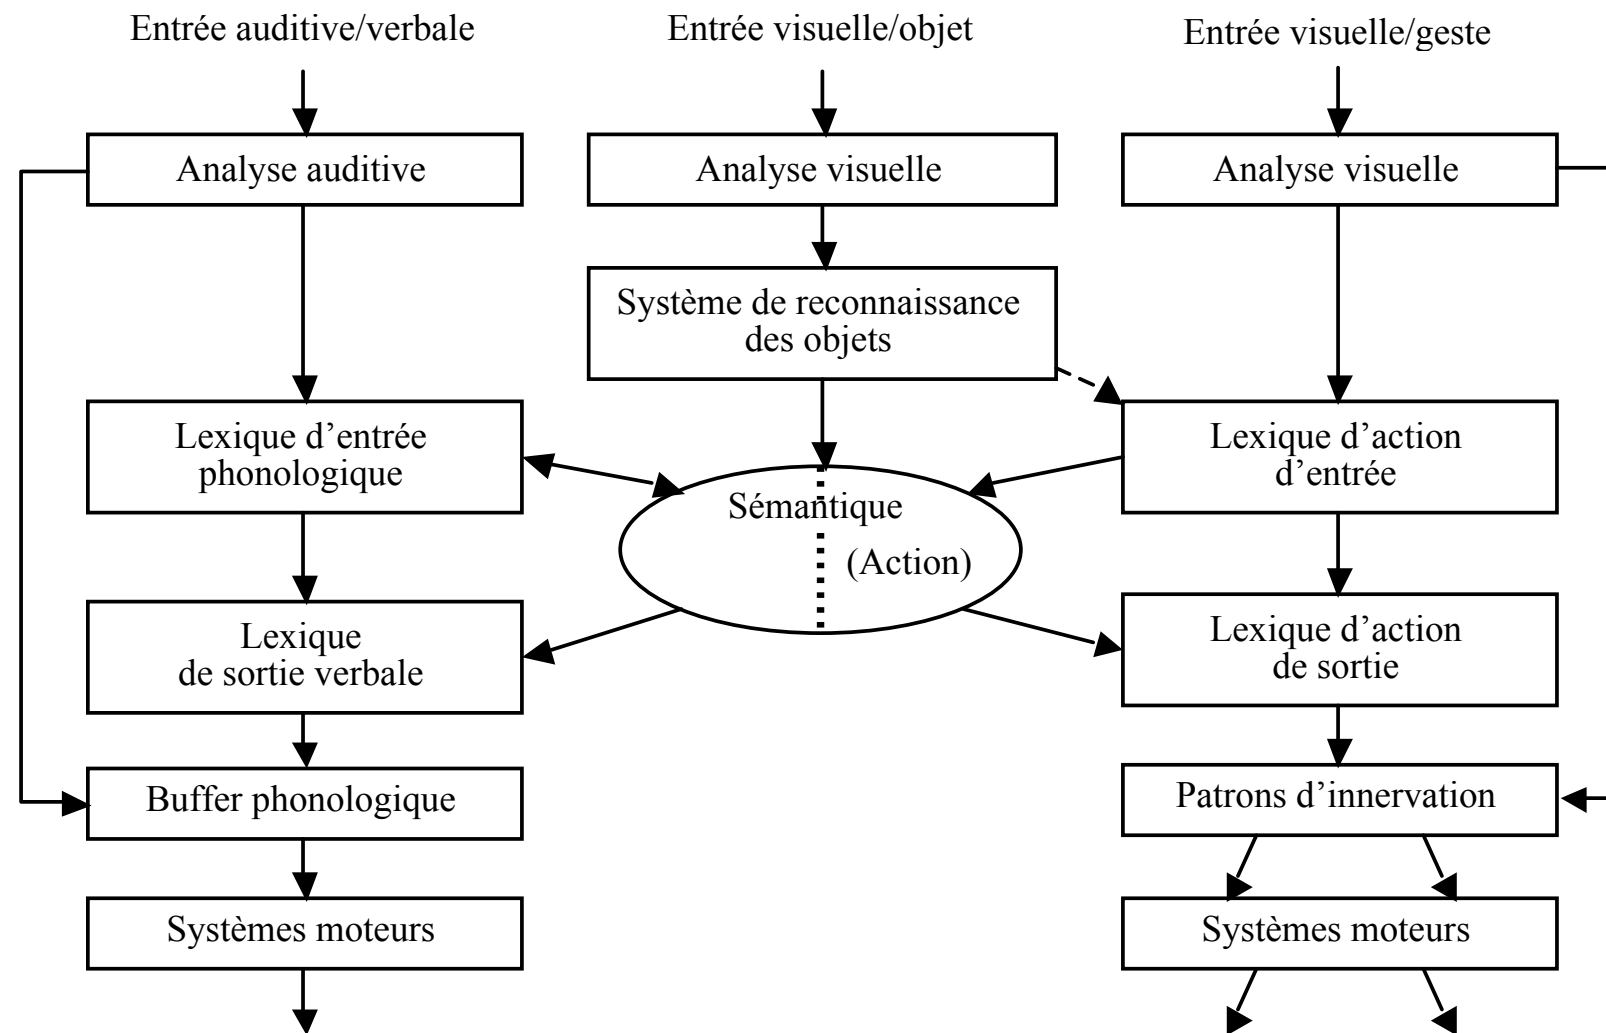 Entrée auditive/verbale
Entrée visuelle/objet
Entrée visuelle/geste
Analyse auditive
Analyse visuelle
Analyse visuelle
Système de reconnaissance
des objets
Lexique d’entrée
phonologique
Lexique d’action
d’entrée
Sémantique
(Action)
Lexique
de sortie verbale
Lexique d’action
de sortie
Buffer phonologique
Patrons d’innervation
Systèmes moteurs
Systèmes moteurs